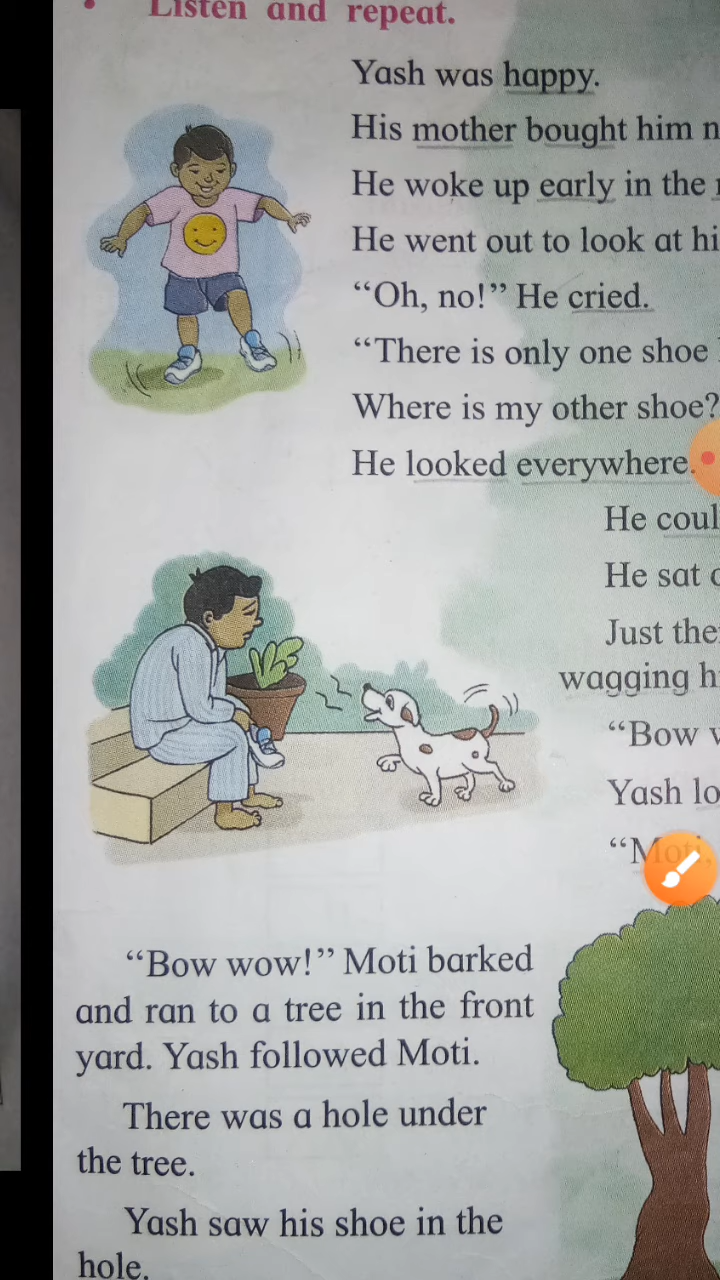 Listen and repeat.
Yash was happy.
His mother bought him
He woke up early in the
He went out to look at
“Oh, no!” He cried.
“There is only one shoe
Where is my other shoe?
He looked everywhere.
He
He sat
Just
wagging
“Bow
Yash
“Bow wow!” Moti barked
and ran to a tree in the front
yard. Yash followed Moti.
There was a hole under
the tree.
Yash saw his shoe in the
hole.